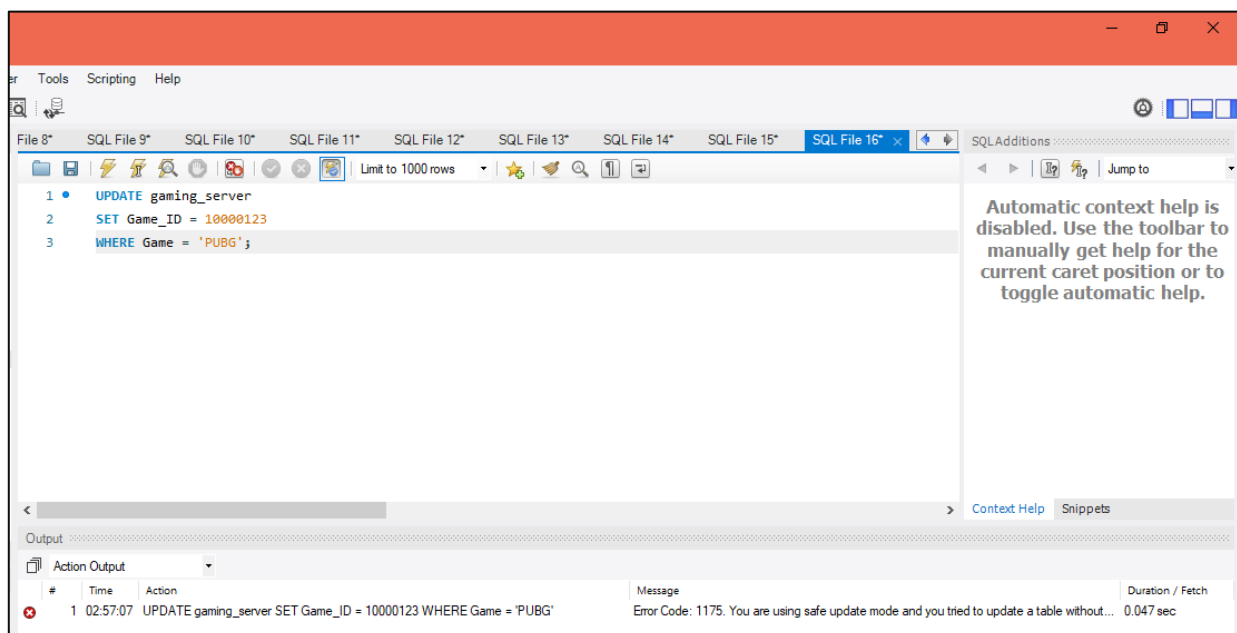 er Tools Scripting Help
File 8* SQL File 9* SQL File 10* SQL File 11* SQL File 12* SQL File 13* SQL File 14* SQL File 15* SQL File 16*
SQLAdditions
Limit to 1000 rows
Jump to
1 UPDATE gaming_server
2 SET Game_ID = 10000123
3 WHERE Game = 'PUBG';
Automatic context help is
disabled. Use the toolbar to
manually get help for the
current caret position or to
toggle automatic help.
Context Help Snippets
Output
Action Output
# Time Action Message Duration / Fetch
1 02:57:07 UPDATE gaming_server SET Game_ID = 10000123 WHERE Game = 'PUBG' Error Code: 1175. You are using safe update mode and you tried to update a table without... 0.047 sec